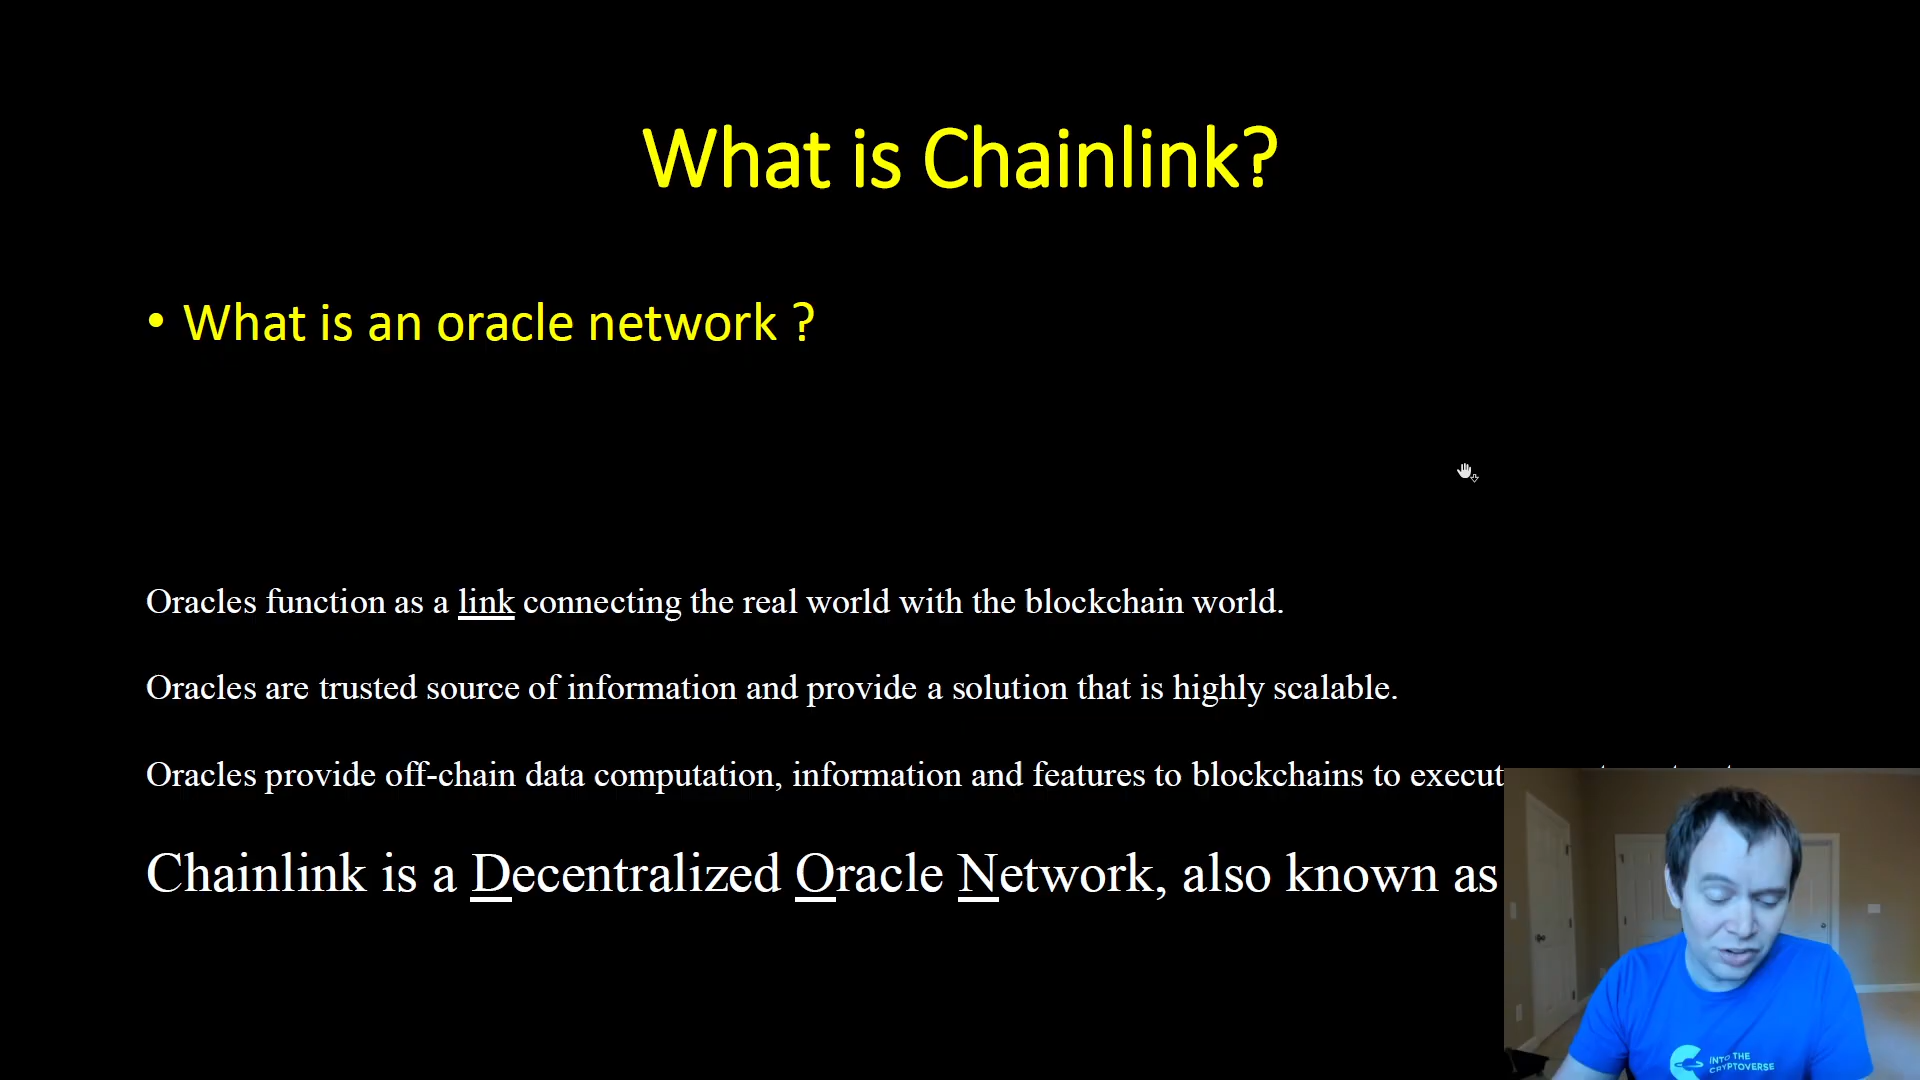 What is Chainlink?
• What is an oracle network ?
Oracles function as a link connecting the real world with the blockchain world.
Oracles are trusted source of information and provide a solution that is highly scalable.
Oracles provide off-chain data computation, information and features to blockchains to execut
Chainlink is a Decentralized Oracle Network, also known as
INTO THE
CRYPTOVERSE